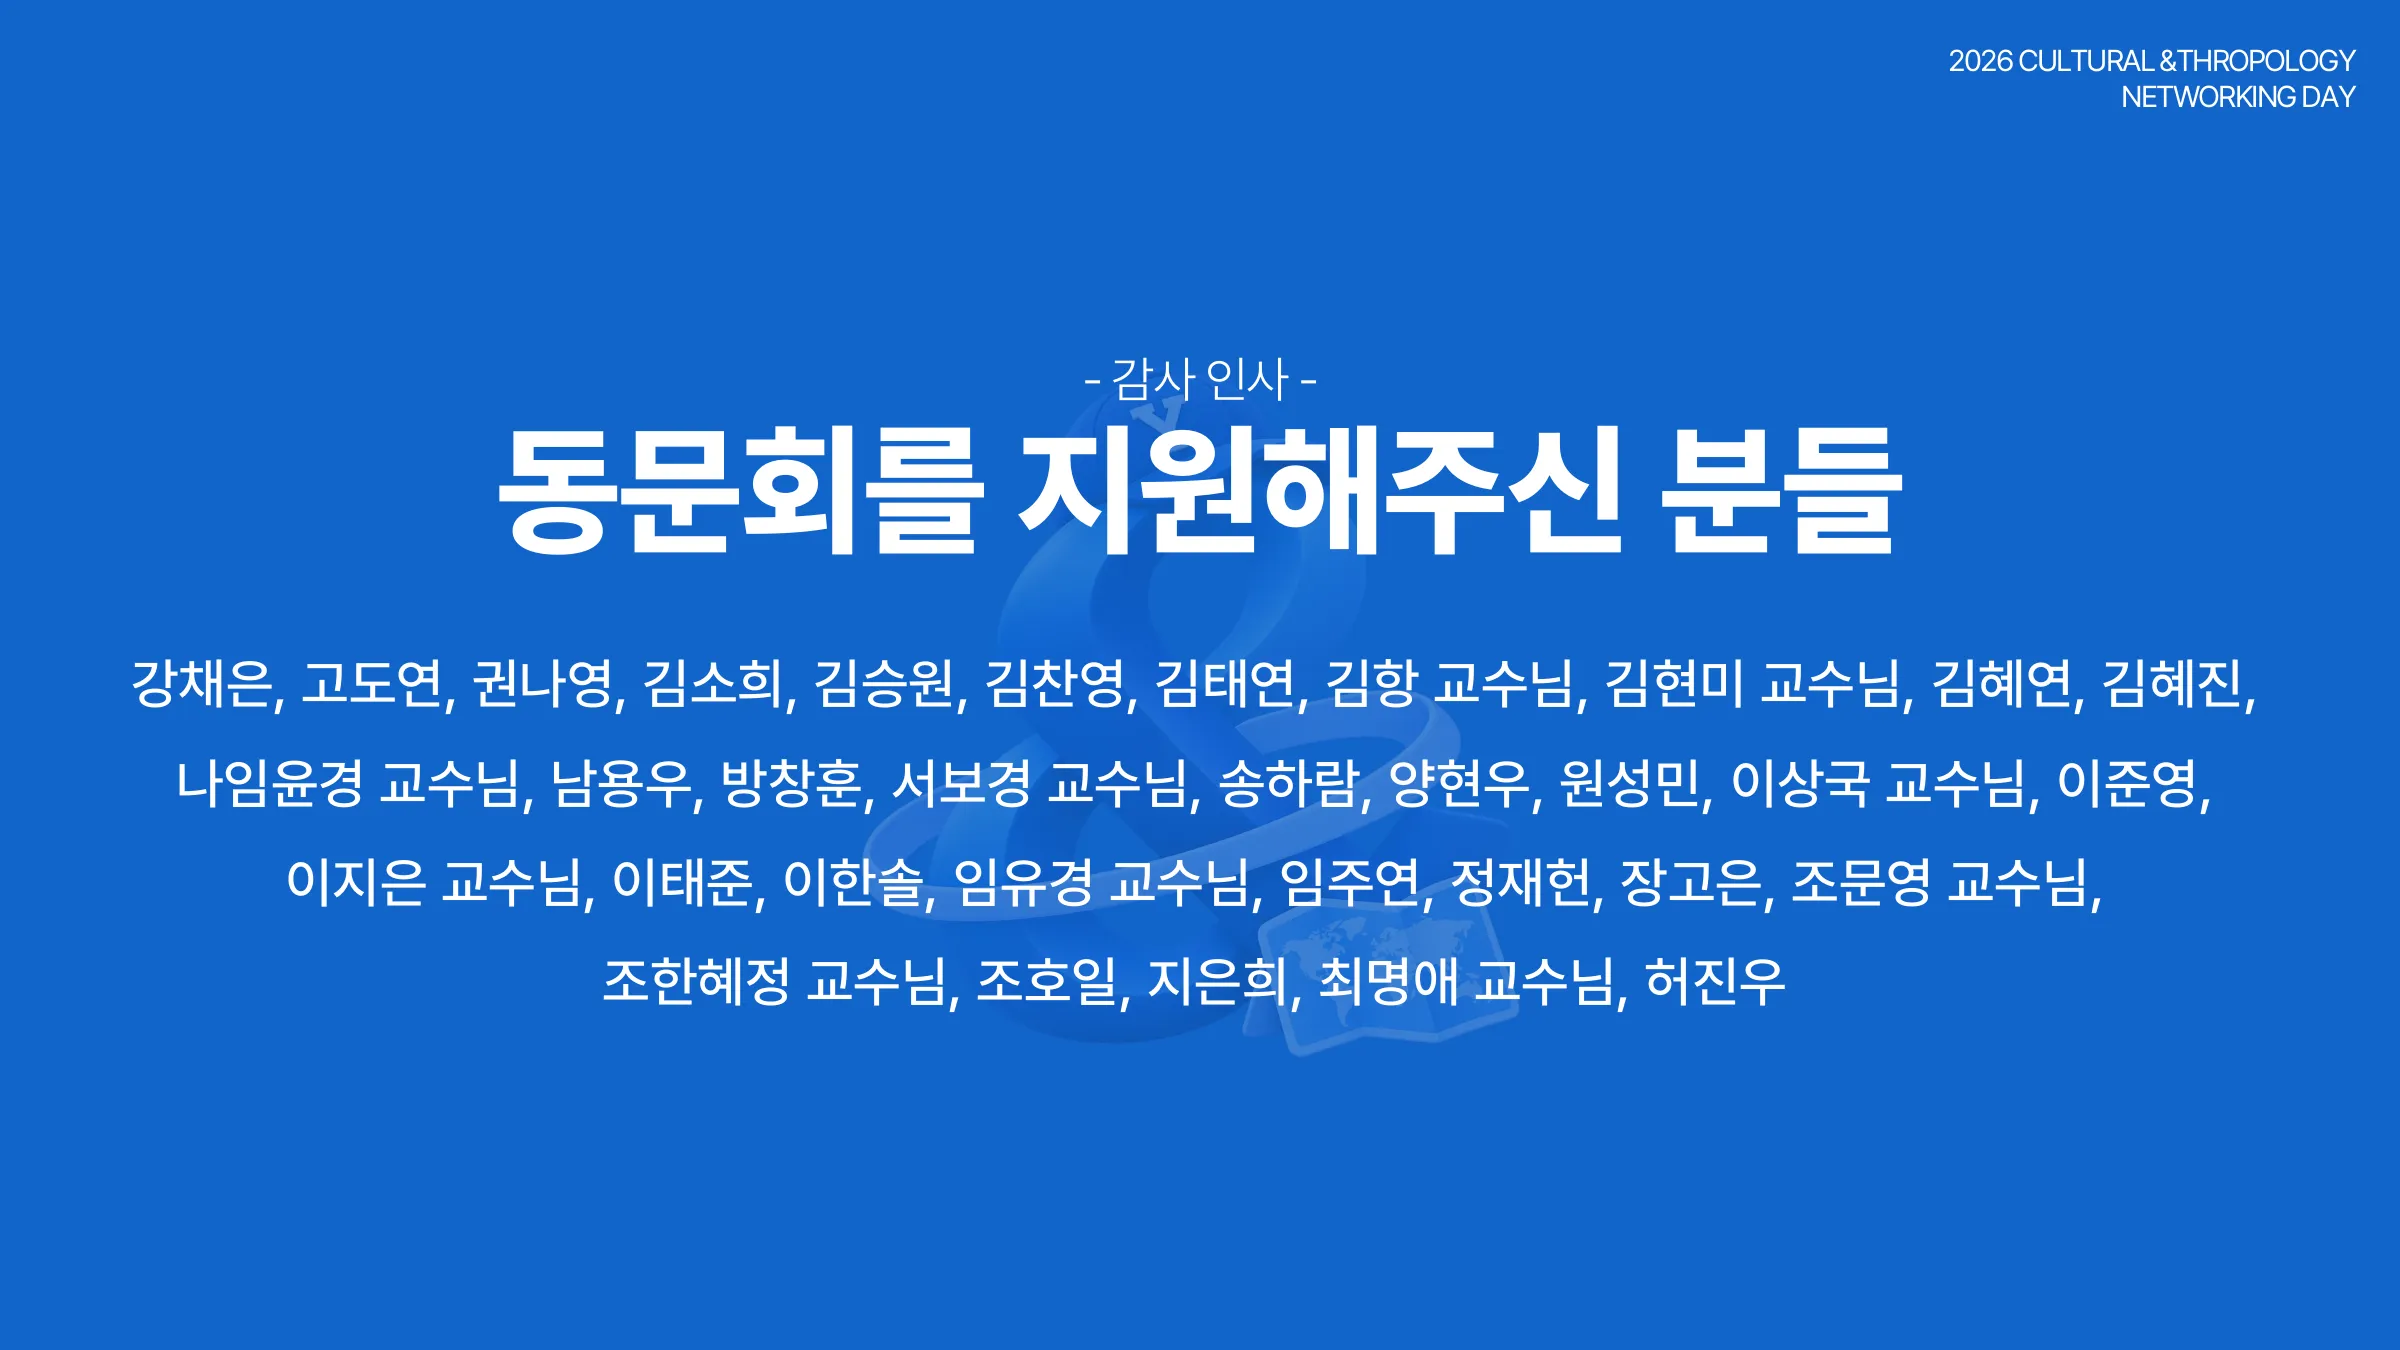 2026 CULTURAL &THROPOLOGY
NETWORKING DAY
- 감사 인사 -
동문회를 지원해주신 분들
강채은, 고도연, 권나영, 김소희, 김승원, 김찬영, 김태연, 김항 교수님, 김현미 교수님, 김혜연, 김혜진,
나임윤경 교수님, 남용우, 방창훈, 서보경 교수님, 송하람, 양현우, 원성민, 이상국 교수님, 이준영,
이지은 교수님, 이태준, 이한솔, 임유경 교수님, 임주연, 정재헌, 장고은, 조문영 교수님,
조한혜정 교수님, 조호일, 지은희, 최명애 교수님, 허진우